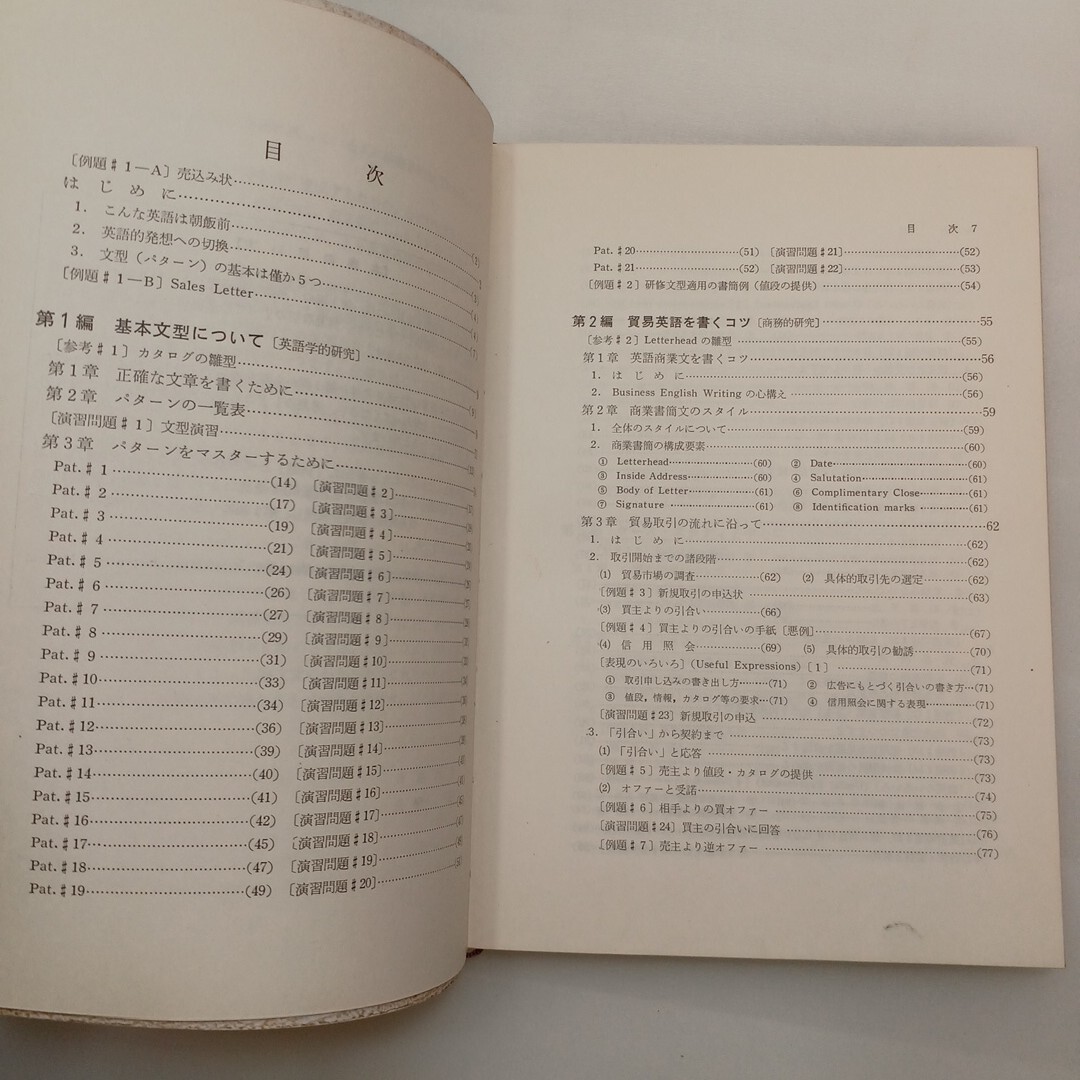 目　次
〔例題♯1—A〕売込み状
はじめに
1. こんな英語は朝飯前
2. 英語的発想への切換
3. 文型（パターン）の基本は僅か5つ
〔例題♯1—B〕Sales Letter
第1編　基本文型について〔英語学的研究〕
〔参考♯1〕カタログの雛型
第1章　正確な文章を書くために
第2章　パターンの一覧表
〔演習問題♯1〕文型演習
第3章　パターンをマスターするために
Pat.♯1……(14)〔演習問題♯2〕
Pat.♯2……(17)〔演習問題♯3〕
Pat.♯3……(19)〔演習問題♯4〕
Pat.♯4……(21)〔演習問題♯5〕
Pat.♯5……(24)〔演習問題♯6〕
Pat.♯6……(26)〔演習問題♯7〕
Pat.♯7……(27)〔演習問題♯8〕
Pat.♯8……(29)〔演習問題♯9〕
Pat.♯9……(31)〔演習問題♯10〕
Pat.♯10……(33)〔演習問題♯11〕
Pat.♯11……(34)〔演習問題♯12〕
Pat.♯12……(36)〔演習問題♯13〕
Pat.♯13……(39)〔演習問題♯14〕
Pat.♯14……(40)〔演習問題♯15〕
Pat.♯15……(41)〔演習問題♯16〕
Pat.♯16……(42)〔演習問題♯17〕
Pat.♯17……(45)〔演習問題♯18〕
Pat.♯18……(47)〔演習問題♯19〕
Pat.♯19……(49)〔演習問題♯20〕
目　次 7
Pat.♯20……(51)〔演習問題♯21〕……(52)
Pat.♯21……(52)〔演習問題♯22〕……(53)
〔例題♯2〕研修文型適用の書簡例（値段の提供）……(54)
第2編　貿易英語を書くコツ〔商務的研究〕……55
〔参考♯2〕Letterheadの雛型……(55)
第1章　英語商業文を書くコツ……56
1. はじめに……(56)
2. Business English Writingの心構え……(56)
第2章　商業書簡文のスタイル……59
1. 全体のスタイルについて……(59)
2. 商業書簡の構成要素……(60)
① Letterhead……(60) ② Date……(60)
③ Inside Address……(60) ④ Salutation……(61)
⑤ Body of Letter……(61) ⑥ Complimentary Close……(61)
⑦ Signature……(61) ⑧ Identification marks……(61)
第3章　貿易取引の流れに沿って……62
1. はじめに……(62)
2. 取引開始までの諸段階……(62)
(1) 貿易市場の調査……(62) (2) 具体的取引先の選定……(62)
〔例題♯3〕新規取引の申込状……(63)
(3) 買主よりの引合い……(66)
〔例題♯4〕買主よりの引合いの手紙〔悪例〕……(67)
(4) 信用照会……(69) (5) 具体的取引の勧誘……(70)
〔表現のいろいろ〕（Useful Expressions）〔1〕……(71)
① 取引申し込みの書き出し方……(71) ② 広告にもとづく引合いの書き方…(71)
③ 値段，情報，カタログ等の要求…(71) ④ 信用照会に関する表現……(71)
〔演習問題♯23〕新規取引の申込……(72)
3. 「引合い」から契約まで……(73)
(1) 「引合い」と応答……(73)
〔例題♯5〕売主より値段・カタログの提供……(73)
(2) オファーと受諾……(74)
〔例題♯6〕相手よりの買オファー……(75)
〔演習問題♯24〕買主の引合いに回答……(76)
〔例題♯7〕売主より逆オファー……(77)